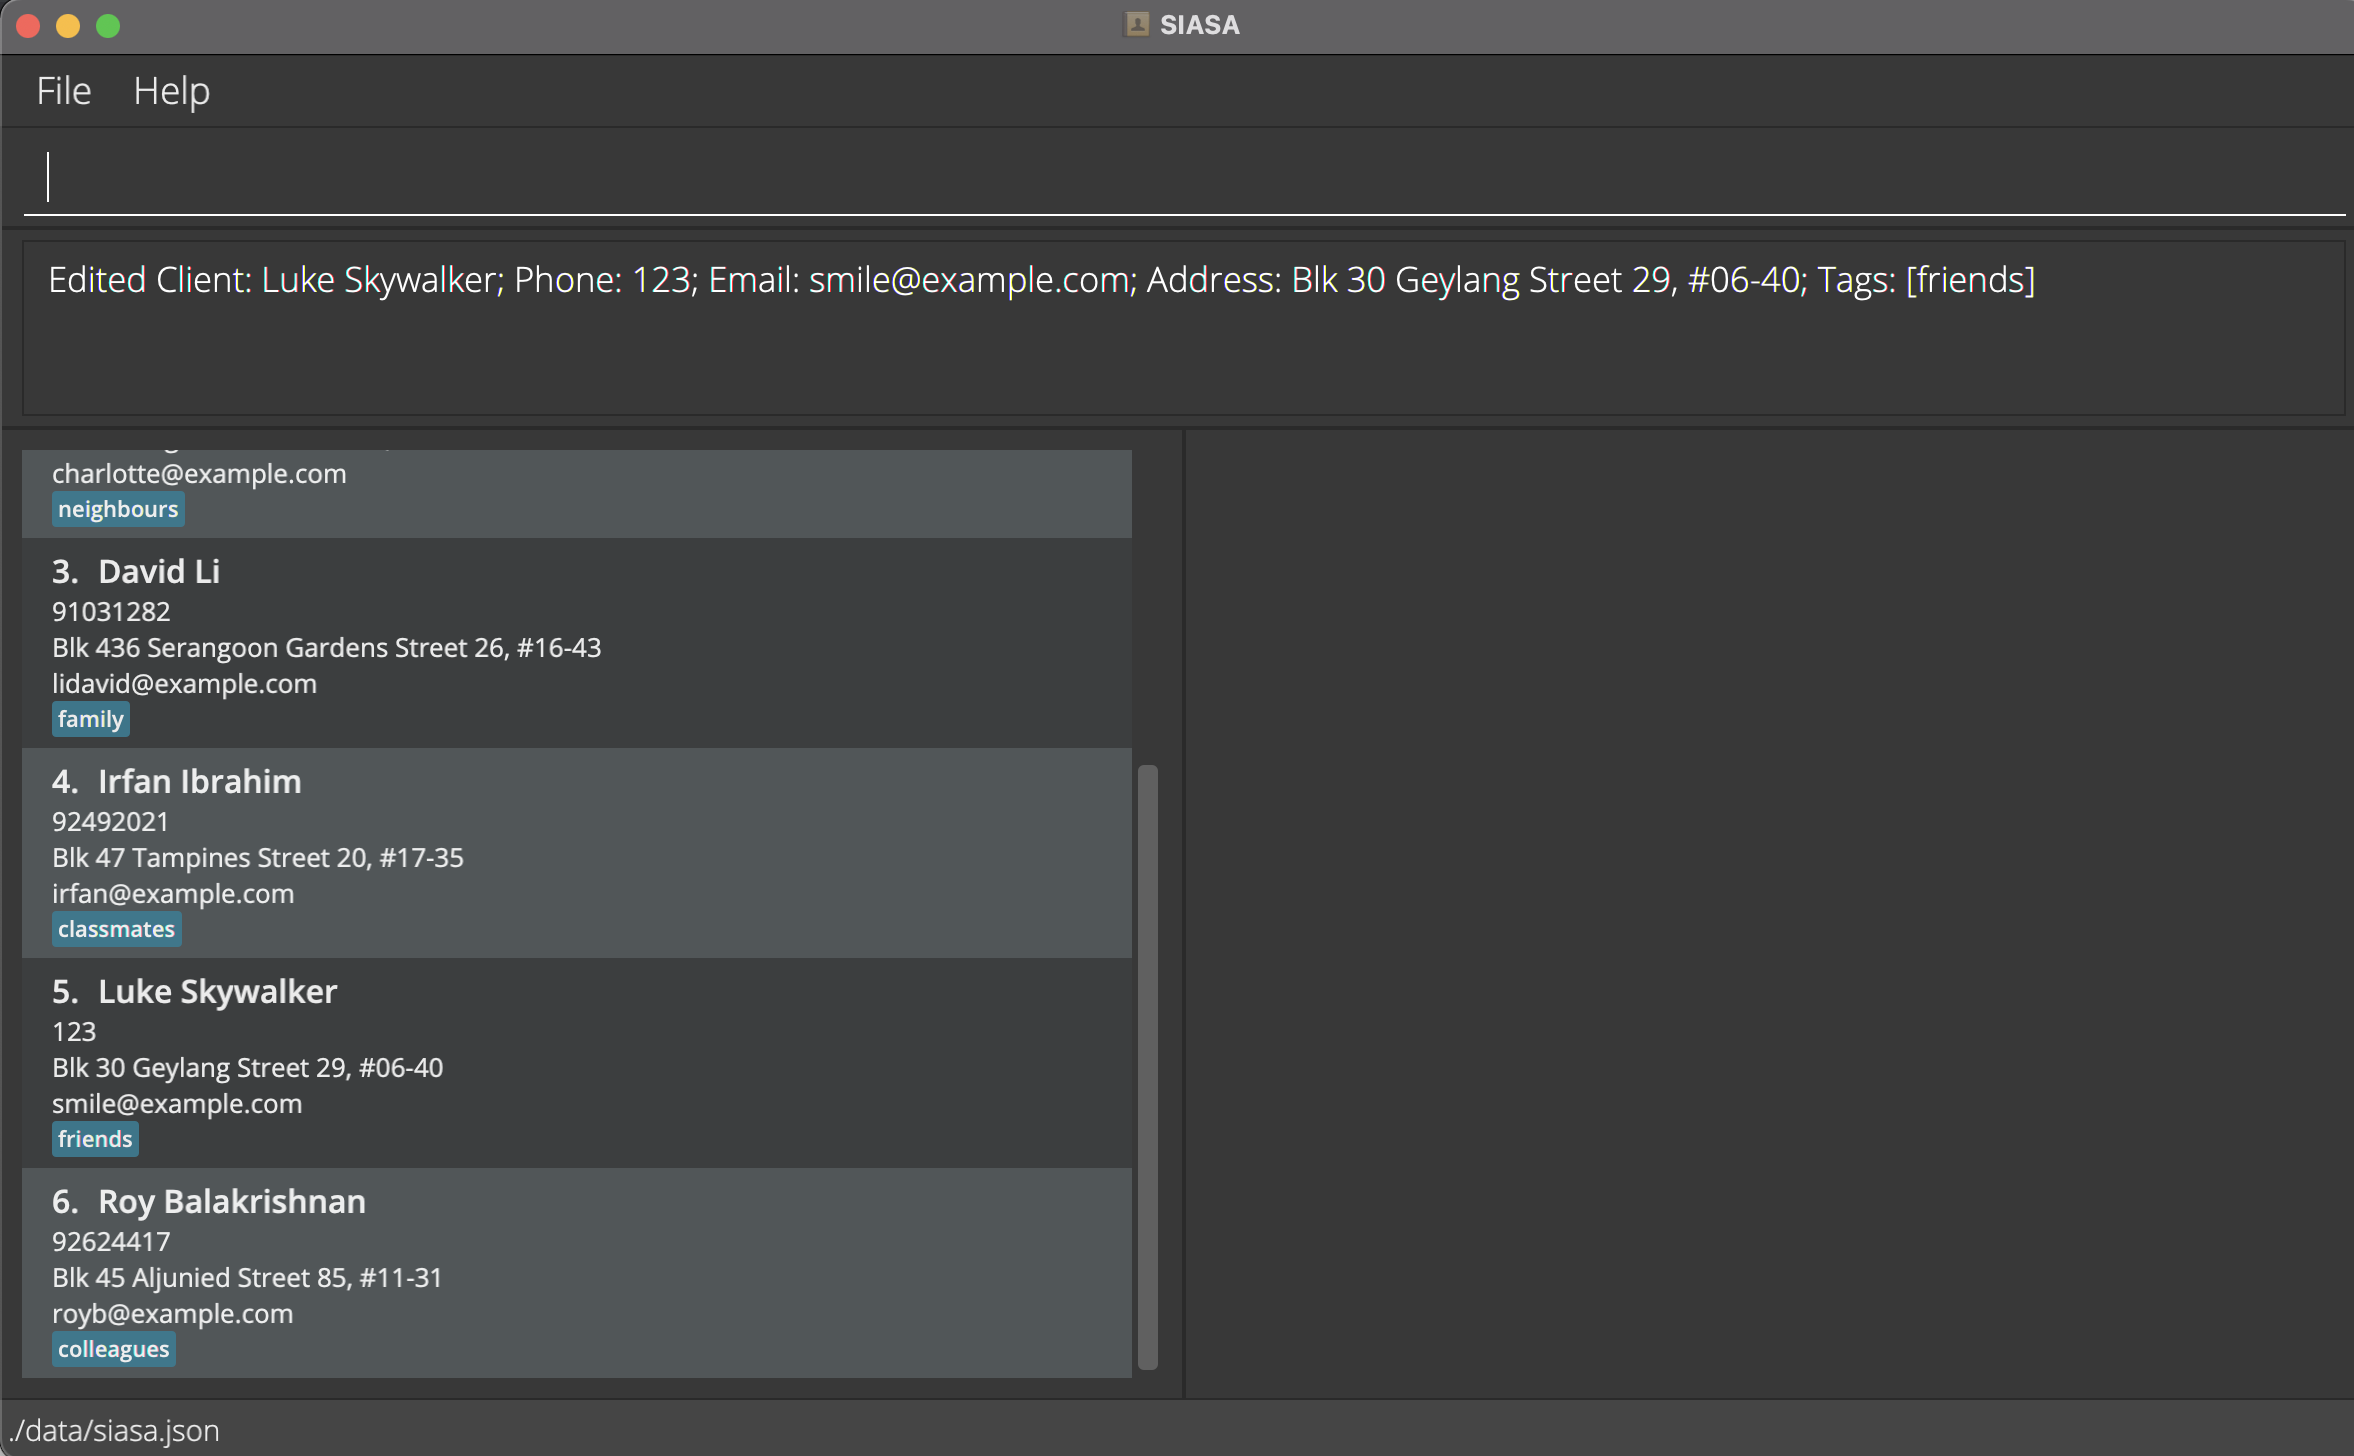 SIASA
File Help
Edited Client: Luke Skywalker; Phone: 123; Email: smile@example.com; Address: Blk 30 Geylang Street 29, #06-40; Tags: [friends]
charlotte@example.com
neighbours
3. David Li
91031282
Blk 436 Serangoon Gardens Street 26, #16-43
lidavid@example.com
family
4. Irfan Ibrahim
92492021
Blk 47 Tampines Street 20, #17-35
irfan@example.com
classmates
5. Luke Skywalker
123
Blk 30 Geylang Street 29, #06-40
smile@example.com
friends
6. Roy Balakrishnan
92624417
Blk 45 Aljunied Street 85, #11-31
royb@example.com
colleagues
./data/siasa.json